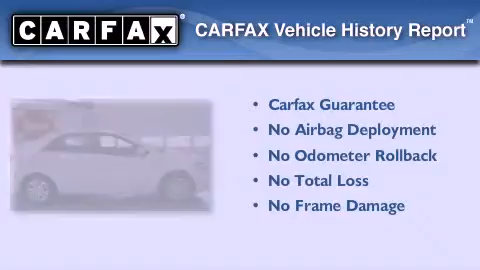 CARFAX® CARFAX Vehicle History Report™
• Carfax Guarantee
• No Airbag Deployment
• No Odometer Rollback
• No Total Loss
• No Frame Damage